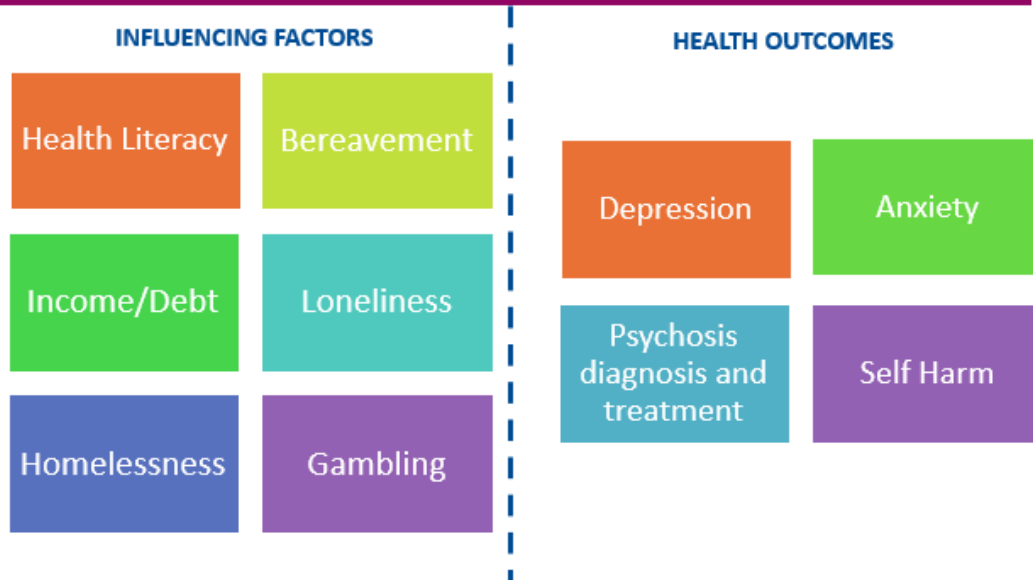 INFLUENCING FACTORS
Health Literacy
Bereavement
Income/Debt
Loneliness
Homelessness
Gambling
HEALTH OUTCOMES
Depression
Anxiety
Psychosis
diagnosis and
treatment
Self Harm